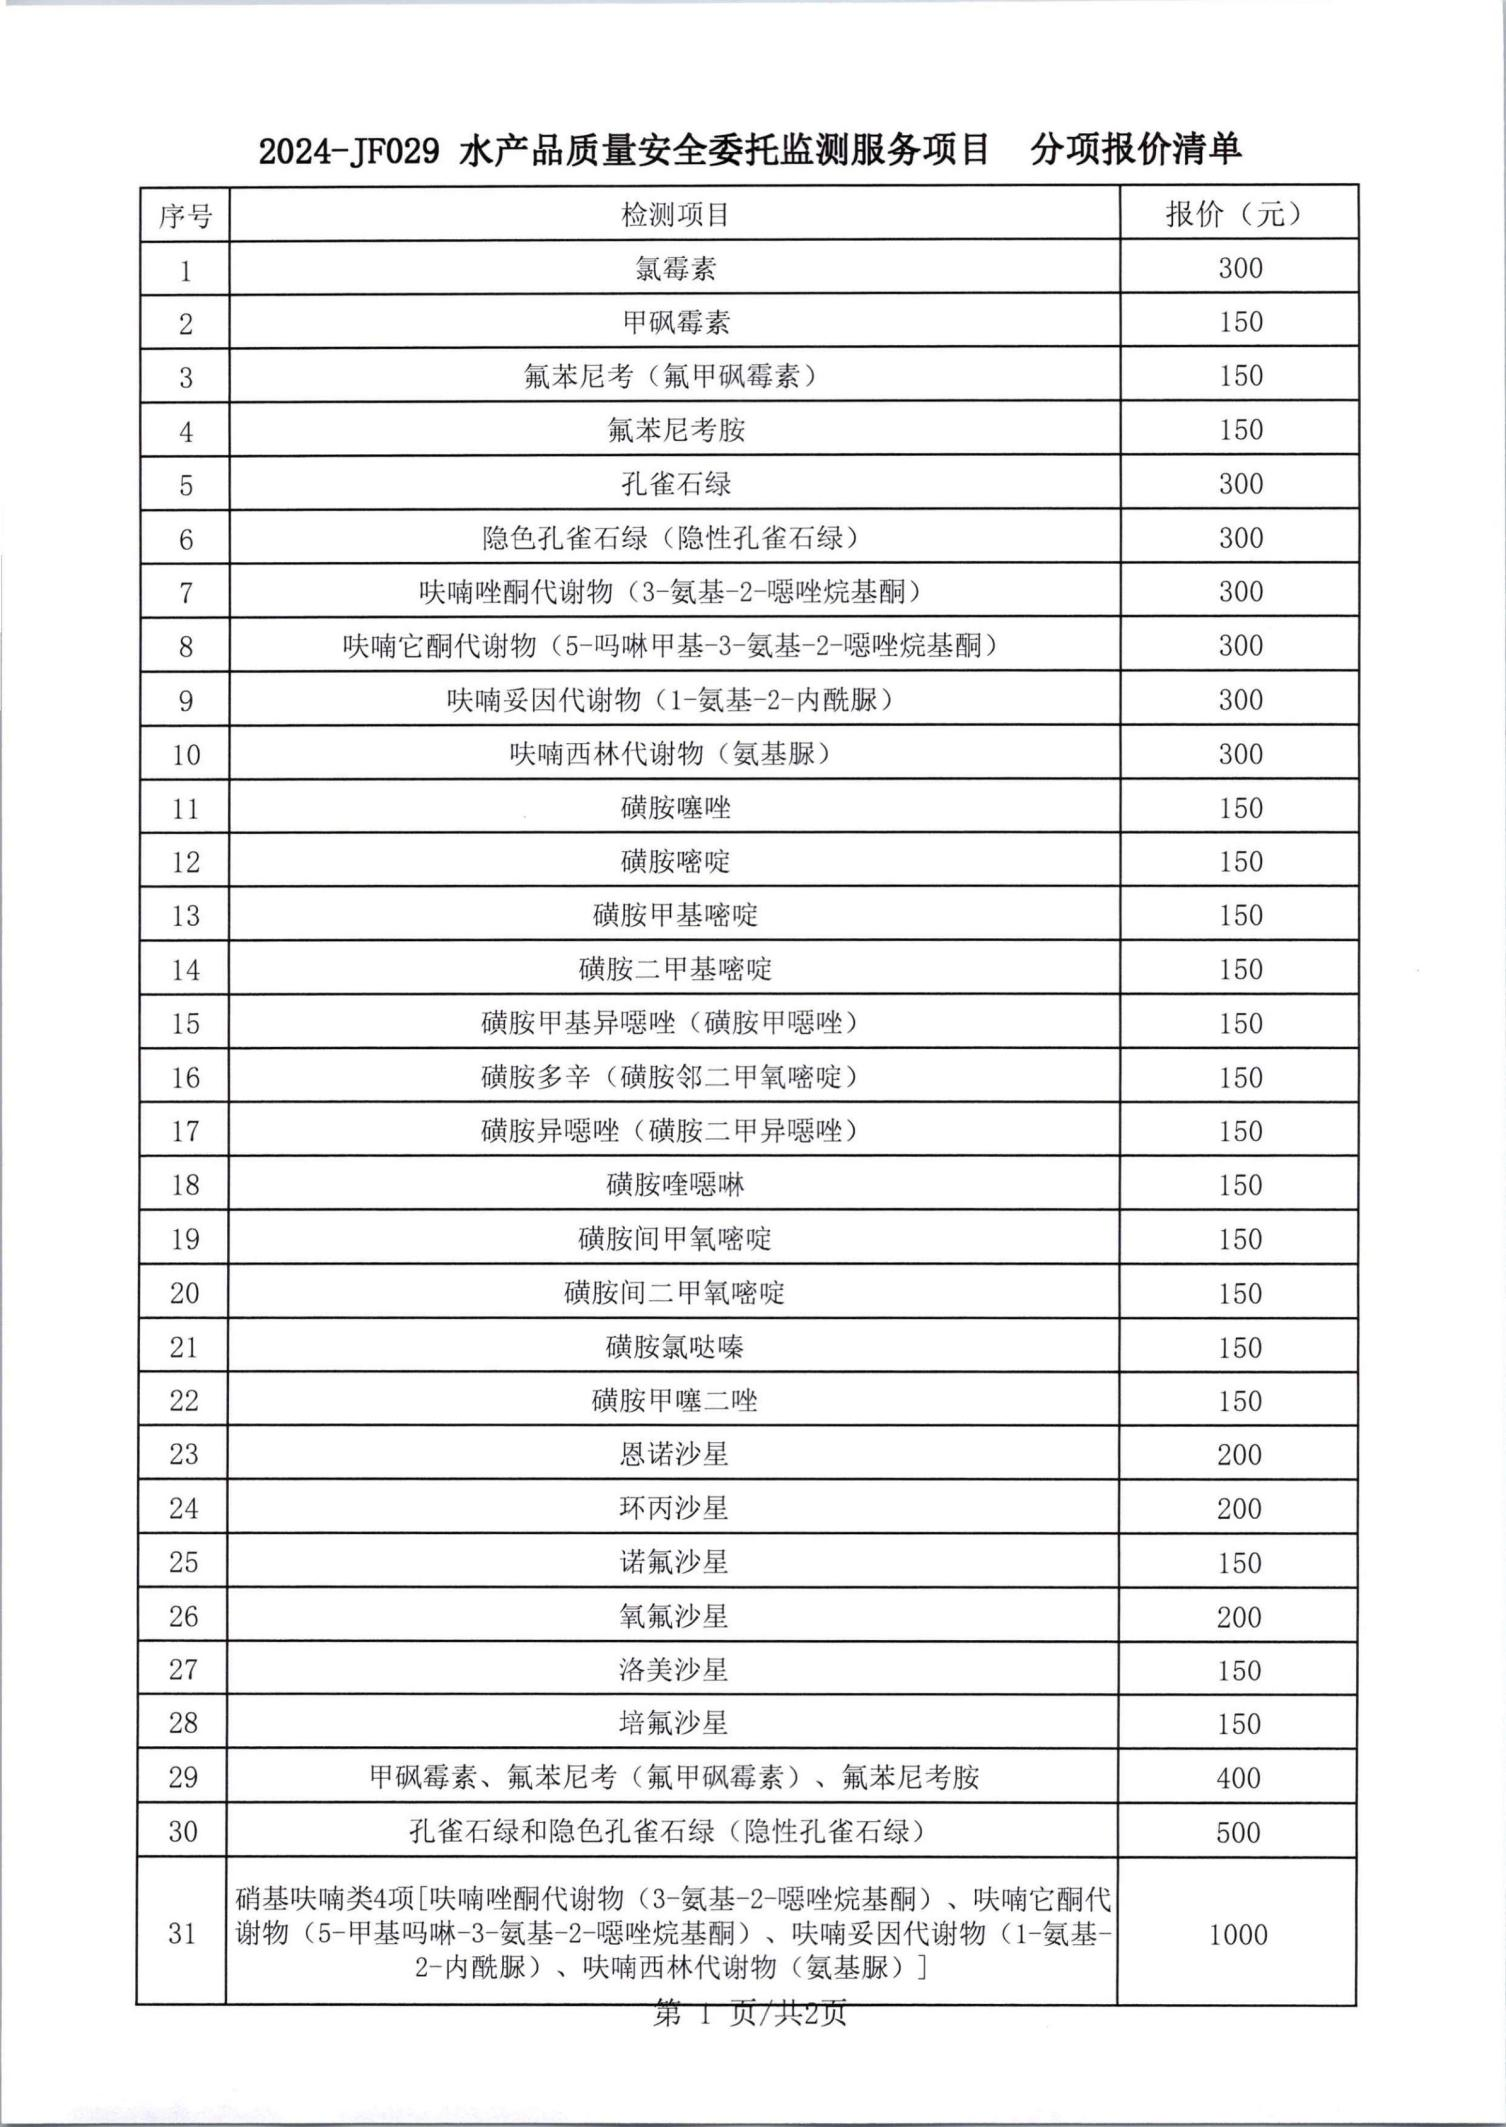 2024-JF029 水产品质量安全委托监测服务项目 分项报价清单
序号 检测项目 报价（元）
1 氯霉素 300
2 甲砜霉素 150
3 氟苯尼考（氟甲砜霉素） 150
4 氟苯尼考胺 150
5 孔雀石绿 300
6 隐色孔雀石绿（隐性孔雀石绿） 300
7 呋喃唑酮代谢物（3-氨基-2-噁唑烷基酮） 300
8 呋喃它酮代谢物（5-吗啉甲基-3-氨基-2-噁唑烷基酮） 300
9 呋喃妥因代谢物（1-氨基-2-内酰脲） 300
10 呋喃西林代谢物（氨基脲） 300
11 磺胺噻唑 150
12 磺胺嘧啶 150
13 磺胺甲基嘧啶 150
14 磺胺二甲基嘧啶 150
15 磺胺甲基异噁唑（磺胺甲噁唑） 150
16 磺胺多辛（磺胺邻二甲氧嘧啶） 150
17 磺胺异噁唑（磺胺二甲异噁唑） 150
18 磺胺喹噁啉 150
19 磺胺间甲氧嘧啶 150
20 磺胺间二甲氧嘧啶 150
21 磺胺氯哒嗪 150
22 磺胺甲噻二唑 150
23 恩诺沙星 200
24 环丙沙星 200
25 诺氟沙星 150
26 氧氟沙星 200
27 洛美沙星 150
28 培氟沙星 150
29 甲砜霉素、氟苯尼考（氟甲砜霉素）、氟苯尼考胺 400
30 孔雀石绿和隐色孔雀石绿（隐性孔雀石绿） 500
硝基呋喃类4项[呋喃唑酮代谢物（3-氨基-2-噁唑烷基酮）、呋喃它酮代
31 谢物（5-甲基吗啉-3-氨基-2-噁唑烷基酮）、呋喃妥因代谢物（1-氨基- 1000
2-内酰脲）、呋喃西林代谢物（氨基脲）]
第 1 页/共2页